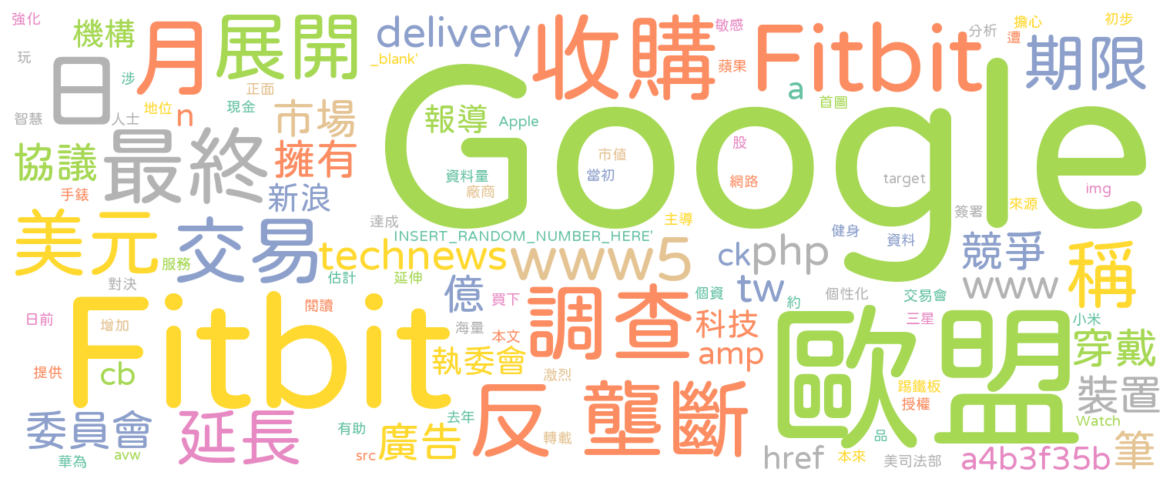 強化
機構
月
展開
delivery
收購
敏感
Fitbit
分析
擔心
遭
初步
期限
玩
日
涉
正面
_blank'
蘋果
a
首圖
智慧
人士
地位
n
現金
市場
報導
Apple
Google
股
市值
協議
最終
擁有
資料量
廠商
當初
網路
target
img
手錶
新浪
達成
主導
簽署
來源
美元
交易
INSERT_RANDOM_NUMBER_HERE'
健身
資料
服務
technews
www5
ck
php
競爭
稱
對決
估計
延伸
億
買下
調查
個資
tw
約
個性化
交易會
www
日前
增加
Fitbit
閱讀
海量
本文
科技
三星
小米
提供
cb
執委會
amp
歐盟
穿戴
激烈
踢鐵板
授權
裝置
委員會
延長
有助
去年
反
壟斷
轉載
Watch
華為
avw
src
廣告
href
品
本來
美司法部
a4b3f35b
筆